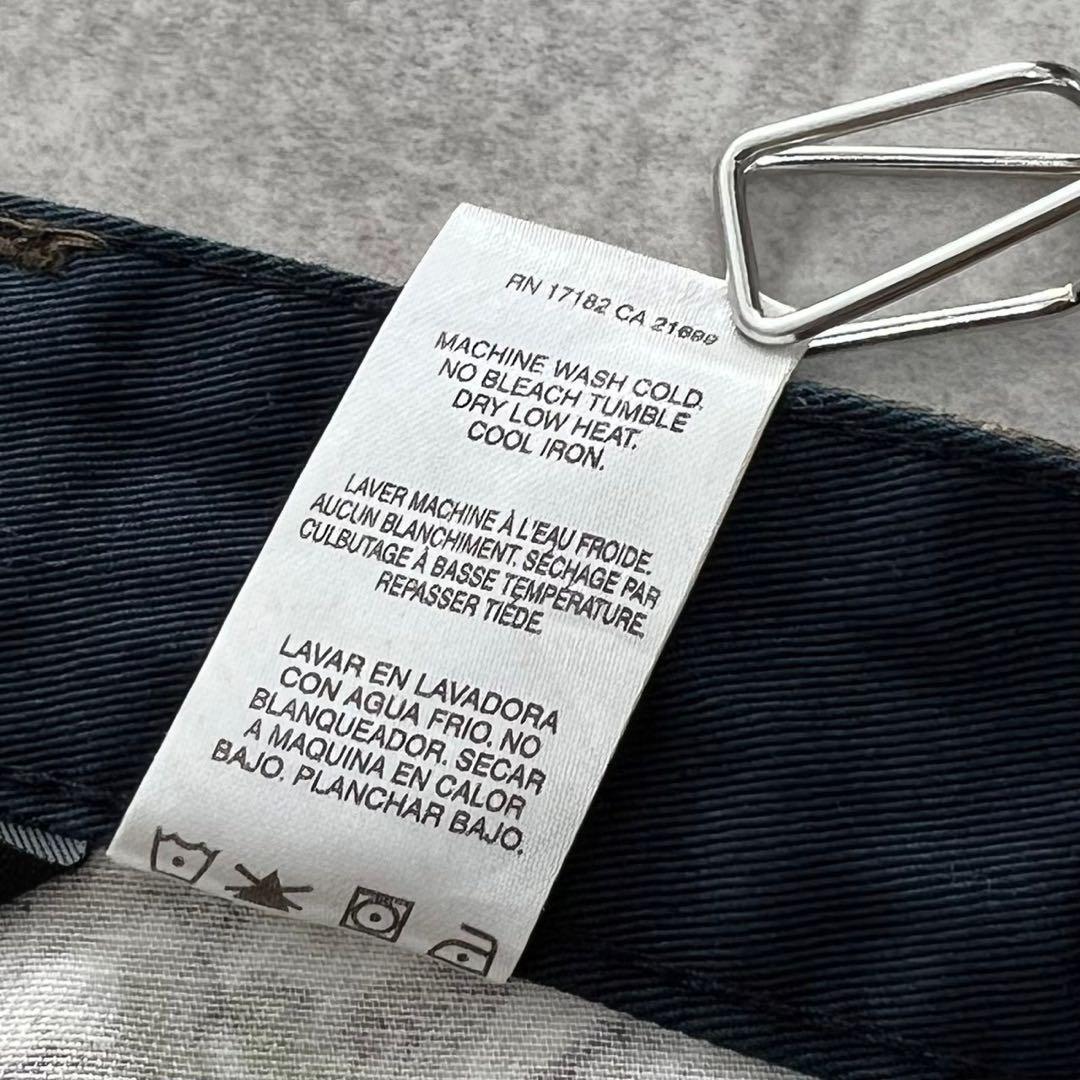 RN 17182 CA 21699
MACHINE WASH COLD.
NO BLEACH TUMBLE
DRY LOW HEAT.
COOL IRON.
LAVER MACHINE À L'EAU FROIDE.
AUCUN BLANCHIMENT. SÉCHAGE PAR
CULBUTAGE À BASSE TEMPÉRATURE.
REPASSER TIÉDE.
LAVAR EN LAVADORA
CON AGUA FRIO. NO
BLANQUEADOR. SECAR
A MAQUINA EN CALOR
BAJO. PLANCHAR BAJO.